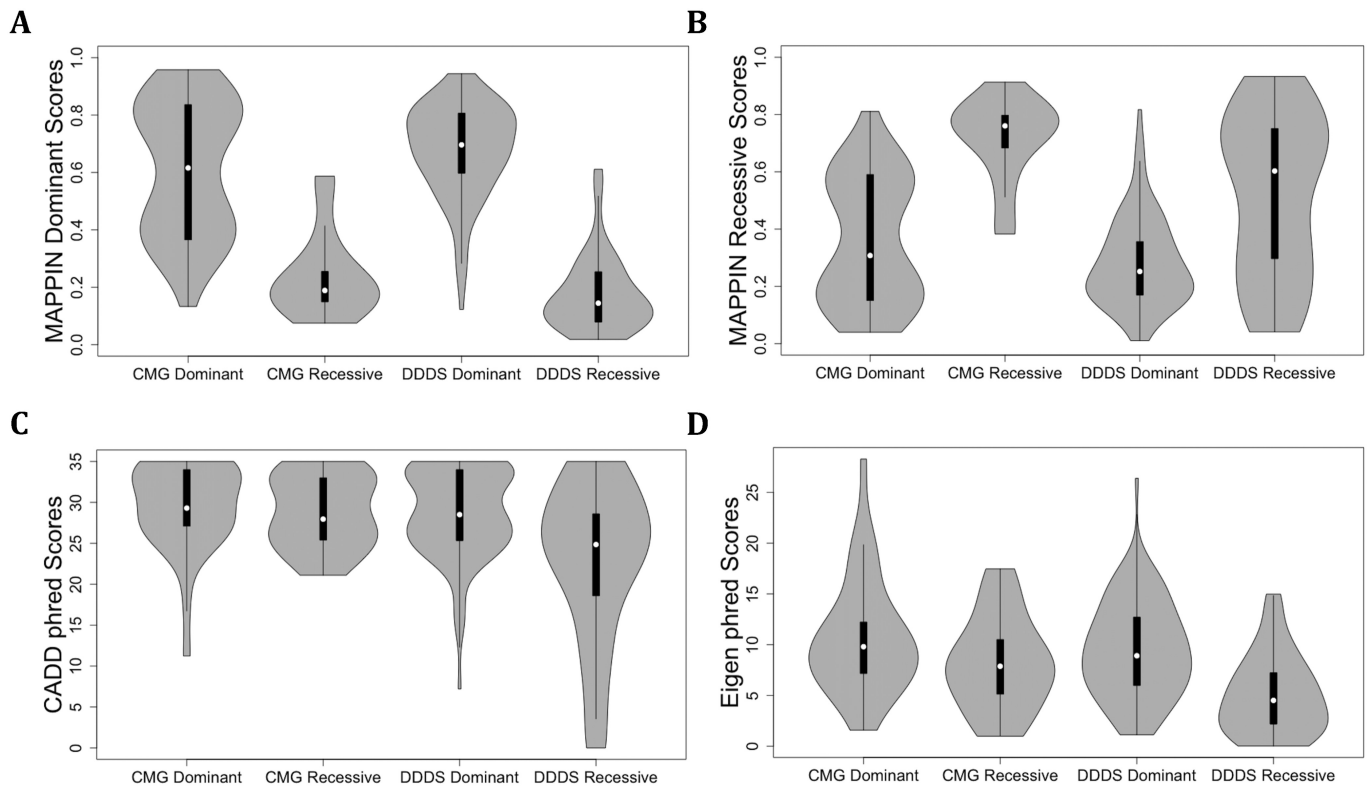 A
MAPPIN Dominant Scores
1.0
0.8
0.6
0.4
0.2
0.0
CMG Dominant CMG Recessive DDDS Dominant DDDS Recessive
B
MAPPIN Recessive Scores
1.0
0.8
0.6
0.4
0.2
0.0
CMG Dominant CMG Recessive DDDS Dominant DDDS Recessive
C
CADD phred Scores
35
30
25
20
15
10
5
0
CMG Dominant CMG Recessive DDDS Dominant DDDS Recessive
D
Eigen phred Scores
25
20
15
10
5
0
CMG Dominant CMG Recessive DDDS Dominant DDDS Recessive